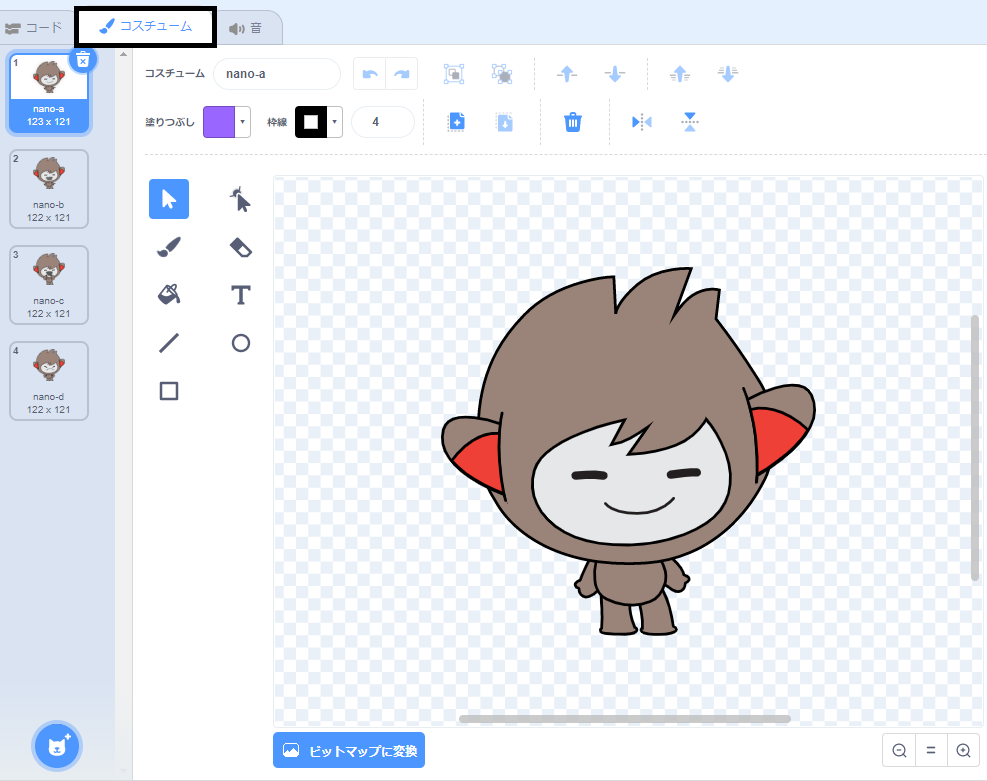 コード
コスチューム
音
1
nano-a
123 x 121
2
nano-b
122 x 121
3
nano-c
122 x 121
4
nano-d
122 x 121
コスチューム
nano-a
塗りつぶし
枠線
4
T
ビットマップに変換
=